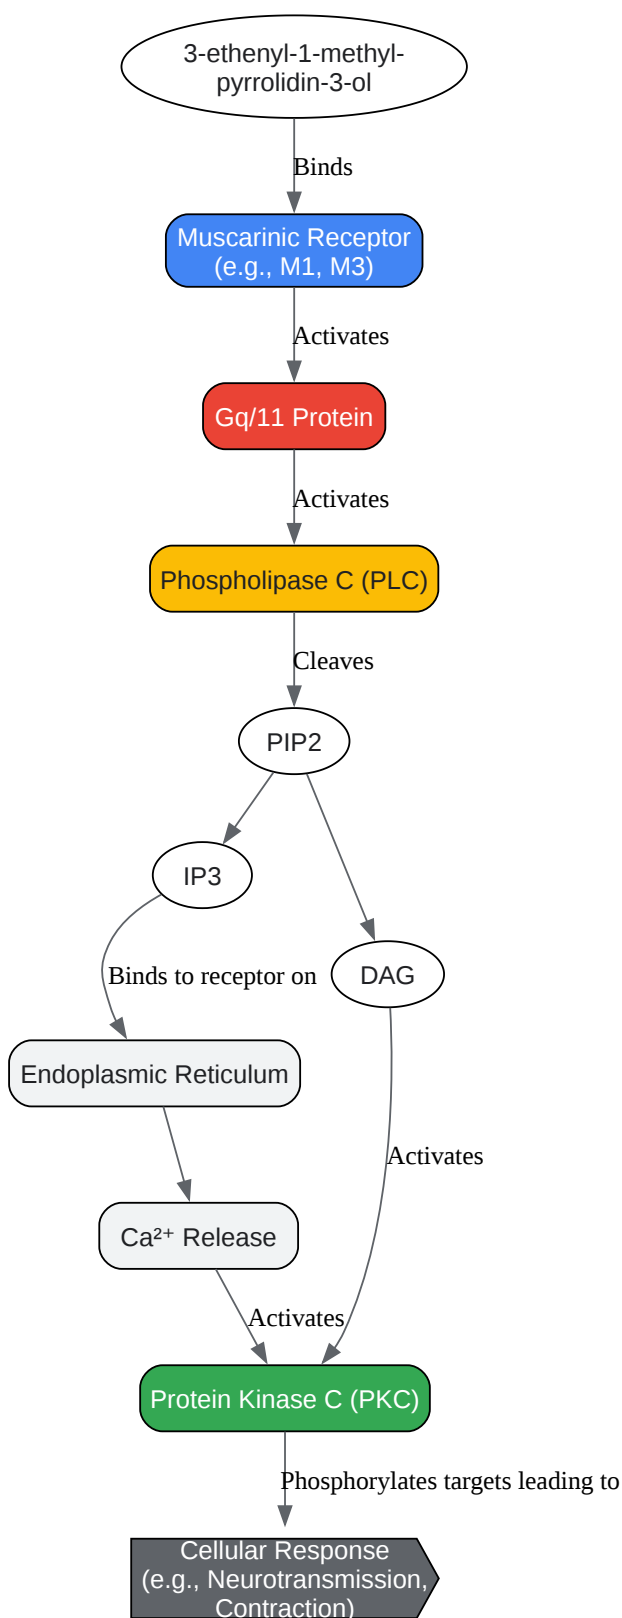 3-ethenyl-1-methyl-
pyrrolidin-3-ol
Binds
Muscarinic Receptor
(e.g., M1, M3)
Activates
Gq/11 Protein
Activates
Phospholipase C (PLC)
Cleaves
PIP2
IP3
Binds to receptor on
DAG
Endoplasmic Reticulum
Activates
Ca²⁺ Release
Activates
Protein Kinase C (PKC)
Phosphorylates targets leading to
Cellular Response
(e.g., Neurotransmission,
Contraction)